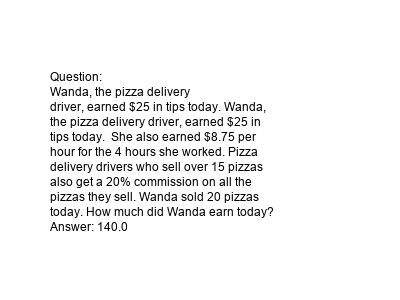 Question:
Wanda, the pizza delivery
driver, earned $25 in tips today. Wanda,
the pizza delivery driver, earned $25 in
tips today.  She also earned $8.75 per
hour for the 4 hours she worked. Pizza
delivery drivers who sell over 15 pizzas
also get a 20% commission on all the
pizzas they sell. Wanda sold 20 pizzas
today. How much did Wanda earn today?
Answer: 140.0